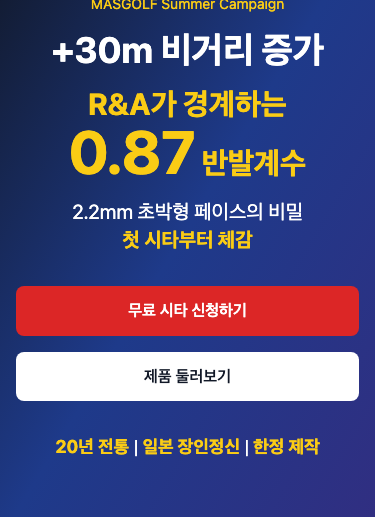 MASGOLF Summer Campaign
+30m 비거리 증가
R&A가 경계하는
0.87 반발계수
2.2mm 초박형 페이스의 비밀
첫 시타부터 체감
무료 시타 신청하기
제품 둘러보기
20년 전통 | 일본 장인정신 | 한정 제작